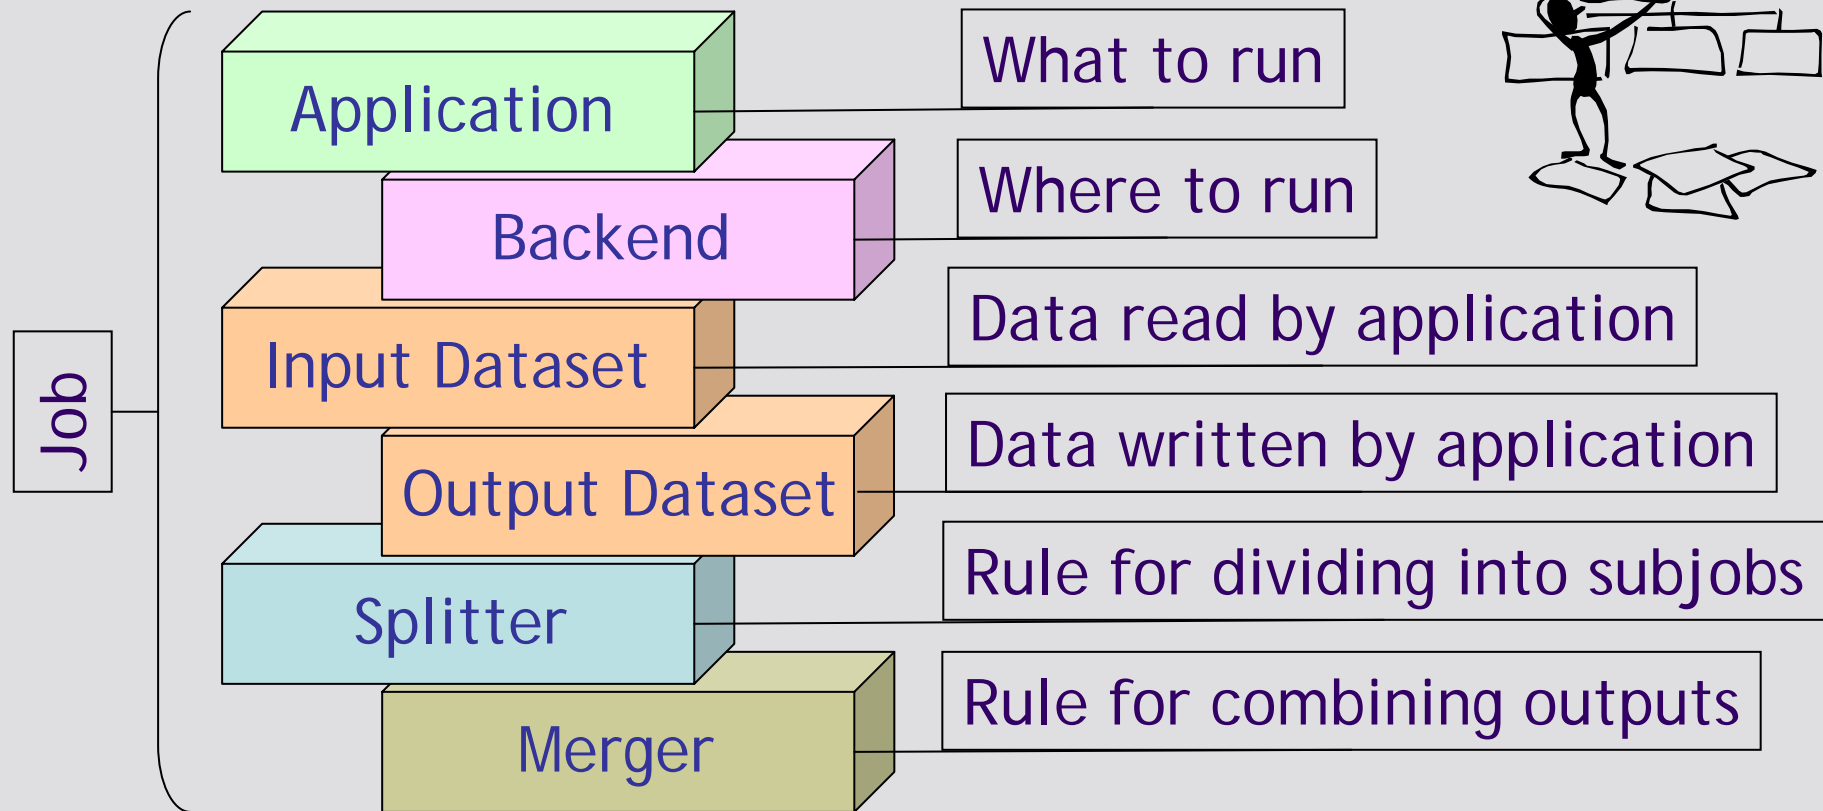 Application
What to run
Backend
Where to run
Input Dataset
Data read by application
Job
Output Dataset
Data written by application
Splitter
Rule for dividing into subjobs
Merger
Rule for combining outputs